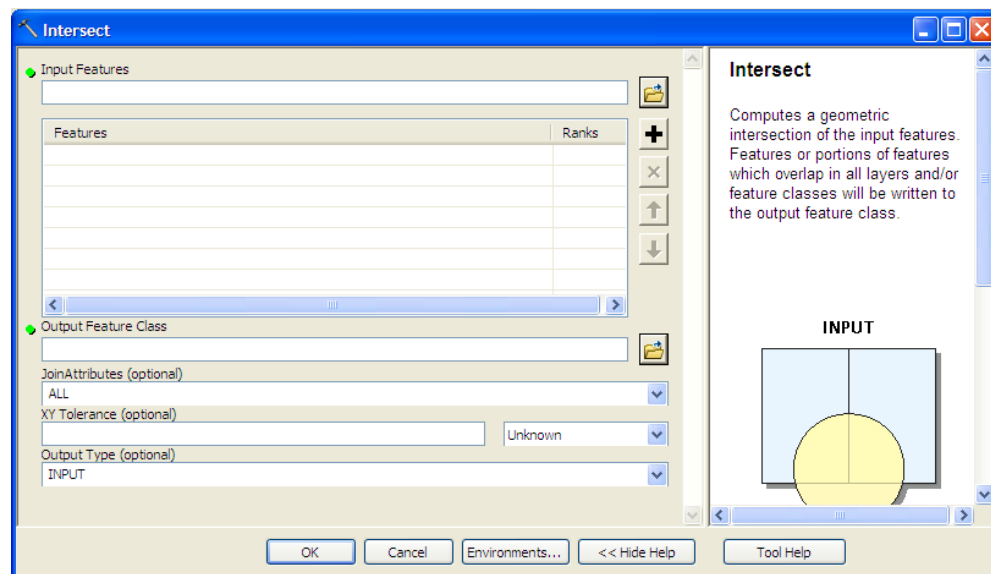 Intersect
Input Features
Features Ranks
Output Feature Class
JoinAttributes (optional)
ALL
XY Tolerance (optional)
Unknown
Output Type (optional)
INPUT
Intersect
Computes a geometric
intersection of the input features.
Features or portions of features
which overlap in all layers and/or
feature classes will be written to
the output feature class.
INPUT
OK Cancel Environments... << Hide Help Tool Help